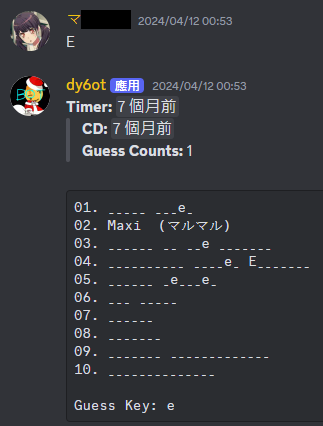 マ 2024/04/12 00:53
E
dy6ot 應用 2024/04/12 00:53
Timer: 7 個月前
CD: 7 個月前
Guess Counts: 1
01. _____ ___e_
02. Maxi (マルマル)
03. ______ __ __e _______
04. __________ ____e_ E_______
05. ______ _e___e_
06. ___ _____
07. ______
08. _______
09. _______ _____________
10. ______________
Guess Key: e